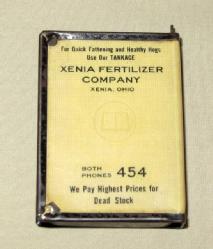 For Quick Fattening and Healthy Hogs
Use Our TANKAGE
XENIA FERTILIZER
COMPANY
XENIA, OHIO
BOTH
PHONES 454
We Pay Highest Prices for
Dead Stock